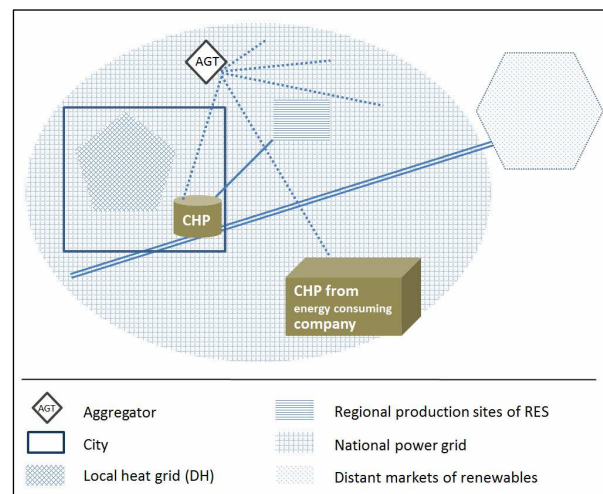 AGT
CHP
CHP from
energy consuming
company
AGT
Aggregator
Regional production sites of RES
City
National power grid
Local heat grid (DH)
Distant markets of renewables